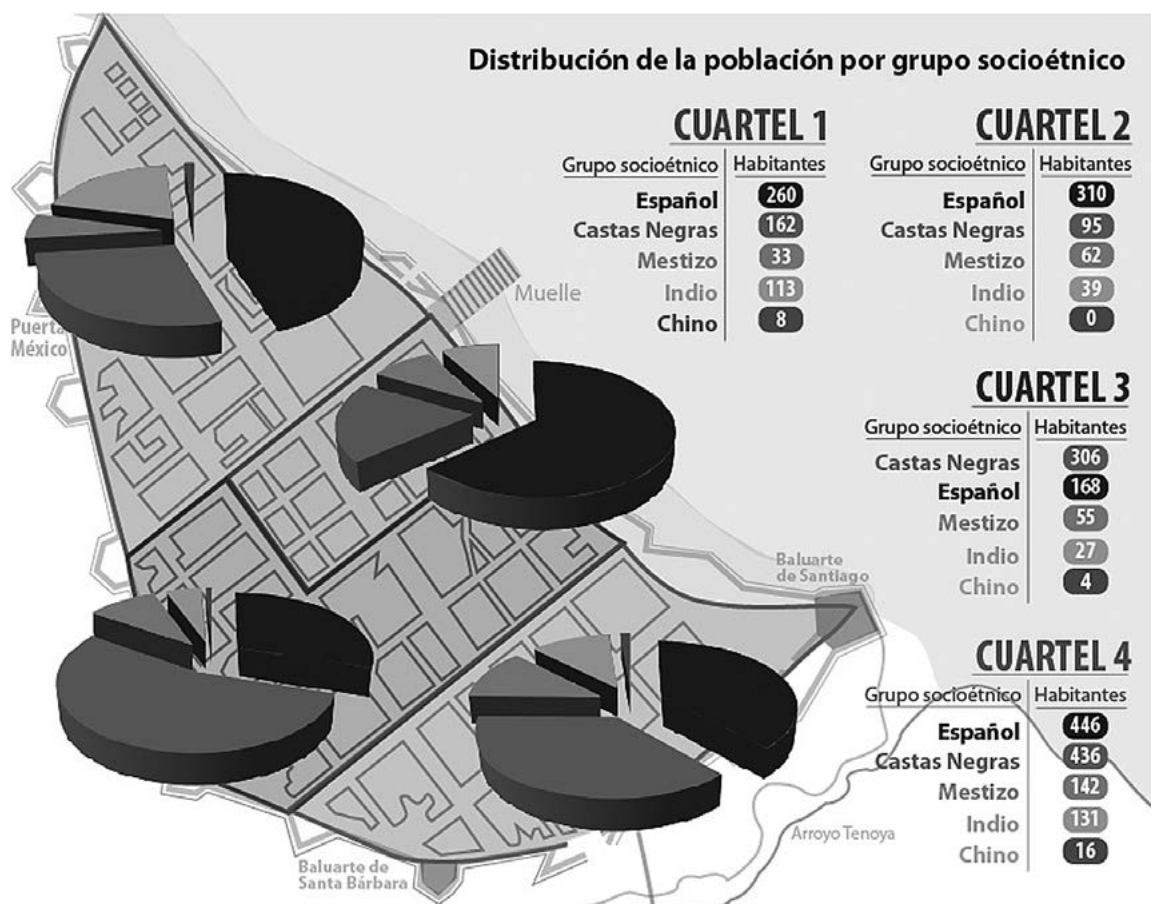 Distribución de la población por grupo socioétnico
CUARTEL 1
Grupo socioétnico Habitantes
Español 260
Castas Negras 162
Mestizo 33
Indio 113
Chino 8
CUARTEL 2
Grupo socioétnico Habitantes
Español 310
Castas Negras 95
Mestizo 62
Indio 39
Chino 0
CUARTEL 3
Grupo socioétnico Habitantes
Castas Negras 306
Español 168
Mestizo 55
Indio 27
Chino 4
CUARTEL 4
Grupo socioétnico Habitantes
Español 446
Castas Negras 436
Mestizo 142
Indio 131
Chino 16
Muelle
Puerta
México
Baluarte
de Santiago
Arroyo Tenoya
Baluarte de
Santa Bárbara